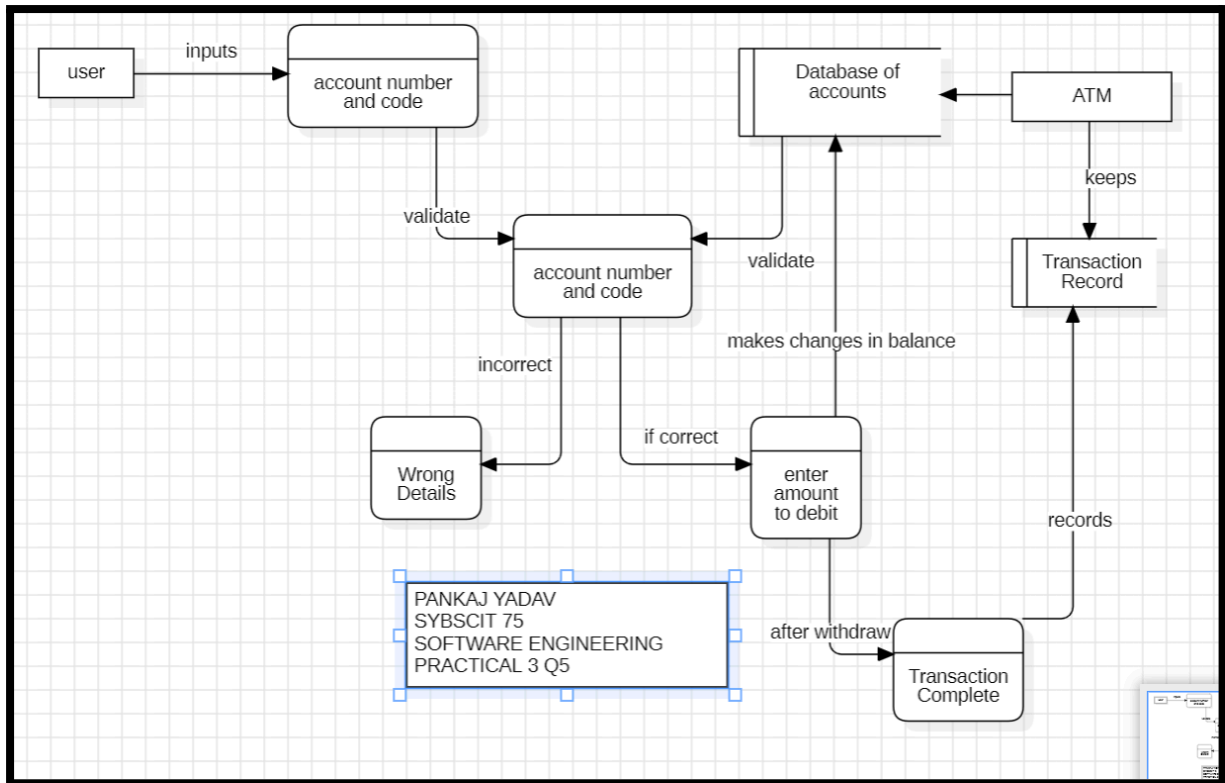 user
inputs
account number
and code
Database of
accounts
ATM
keeps
validate
account number
and code
validate
Transaction
Record
makes changes in balance
incorrect
if correct
Wrong
Details
enter
amount
to debit
records
PANKAJ YADAV
SYBSCIT 75
SOFTWARE ENGINEERING
PRACTICAL 3 Q5
after withdraw
Transaction
Complete